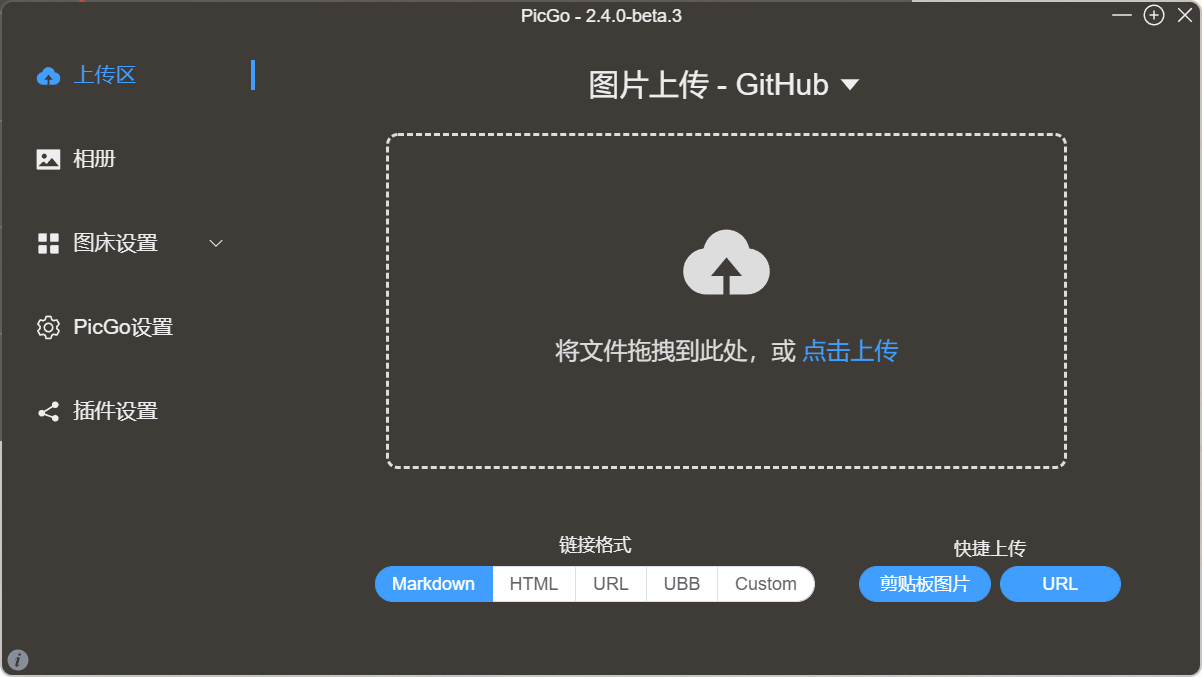 PicGo - 2.4.0-beta.3
上传区
相册
图床设置
PicGo设置
插件设置
图片上传 - GitHub
将文件拖拽到此处，或 点击上传
链接格式
Markdown HTML URL UBB Custom
快捷上传
剪贴板图片 URL
i